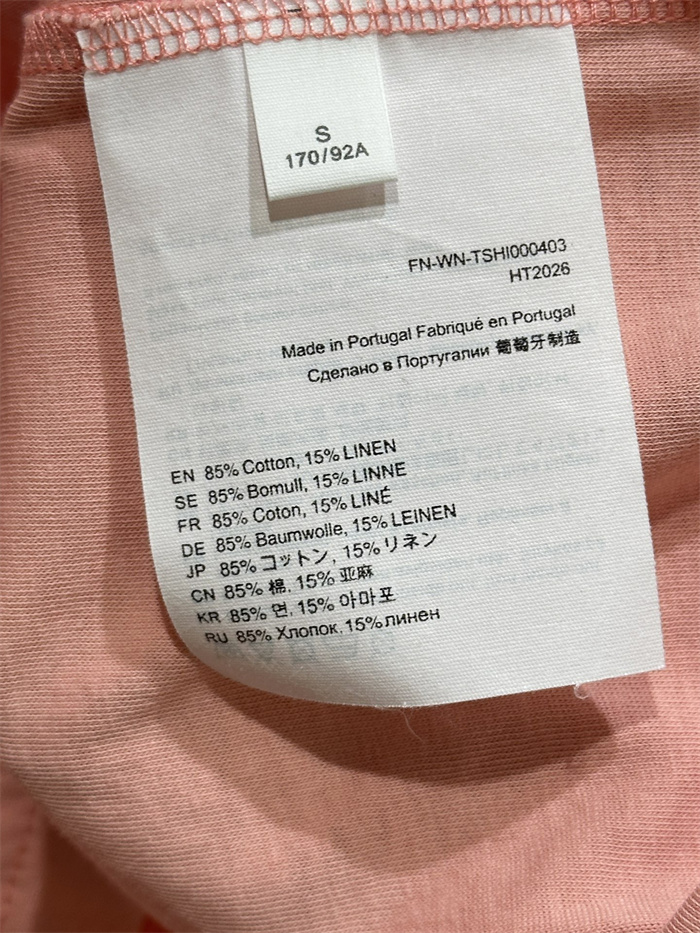 S
170/92A
FN-WN-TSHI000403
HT2026
Made in Portugal Fabriqué en Portugal
Сделано в Португалии 葡萄牙制造
EN 85% Cotton, 15% LINEN
SE 85% Bomull, 15% LINNE
FR 85% Coton, 15% LINÉ
DE 85% Baumwolle, 15% LEINEN
JP 85% コットン, 15% リネン
CN 85% 棉, 15% 亚麻
KR 85% 면, 15% 아마포
RU 85% Хлопок, 15% линен